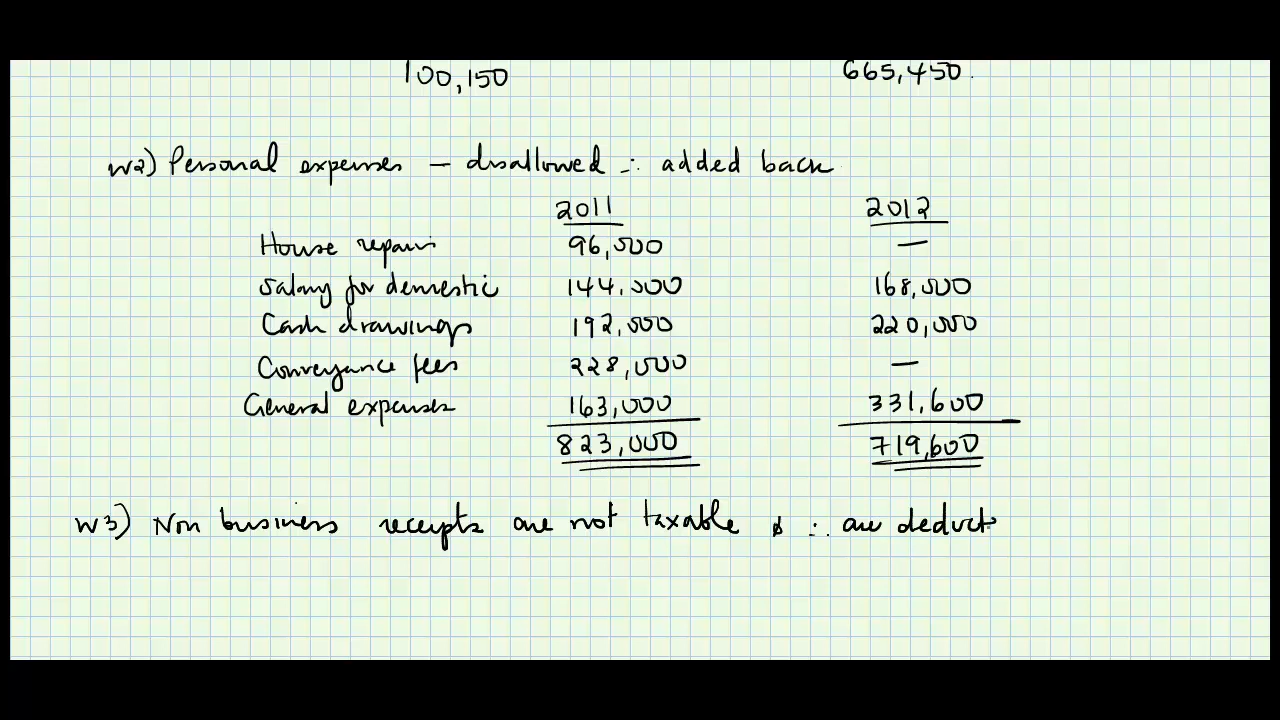 100,150 665,450.
W2) Personal expenses – disallowed ∴ added back
2011 2012
House repairs 96,000 —
Salary for domestic 144,000 168,000
Cash drawings 192,000 220,000
Conveyance fees 228,000 —
General expenses 163,000 331,600
823,000 719,600
W3) Non business receipts are not taxable & ∴ are deduct